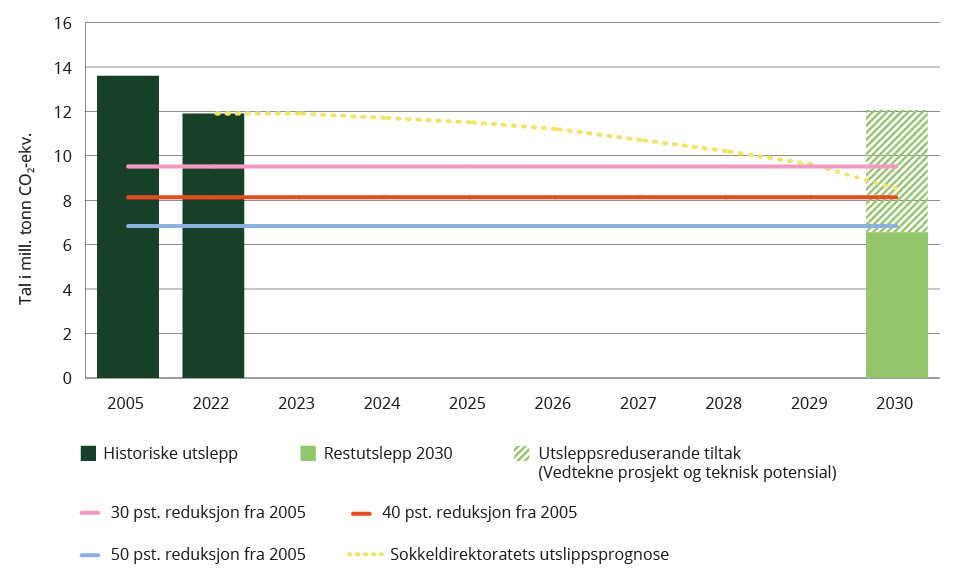 Tal i mill. tonn CO₂-ekv.
16
14
12
10
8
6
4
2
0
2005 2022 2023 2024 2025 2026 2027 2028 2029 2030
Historiske utslepp Restutslepp 2030 Utsleppsreduserande tiltak
(Vedtekne prosjekt og teknisk potensial)
30 pst. reduksjon fra 2005 40 pst. reduksjon fra 2005
50 pst. reduksjon fra 2005 Sokkeldirektoratets utslippsprognose